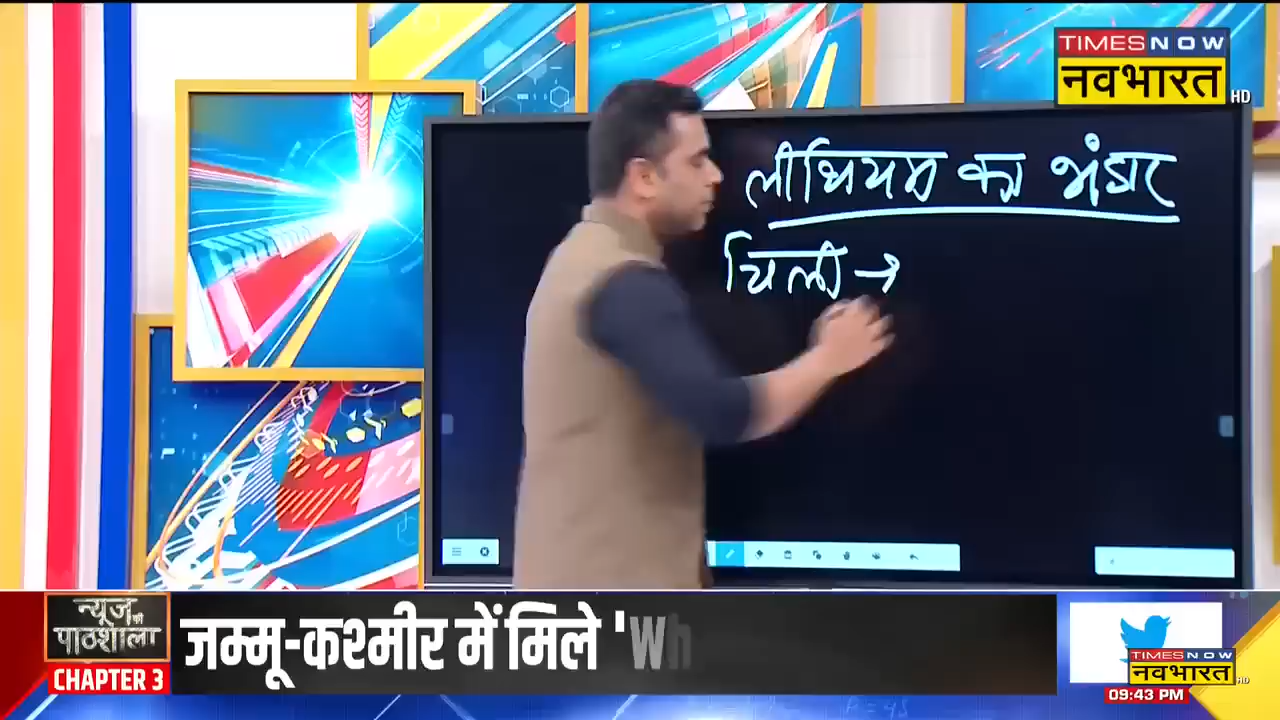 TIMES NOW
नवभारत
HD
लीथियम का भंडार
चिली →
न्यूज़ की
पाठशाला
CHAPTER 3
जम्मू-कश्मीर में मिले 'Wh
TIMES NOW
नवभारत
HD
09:43 PM